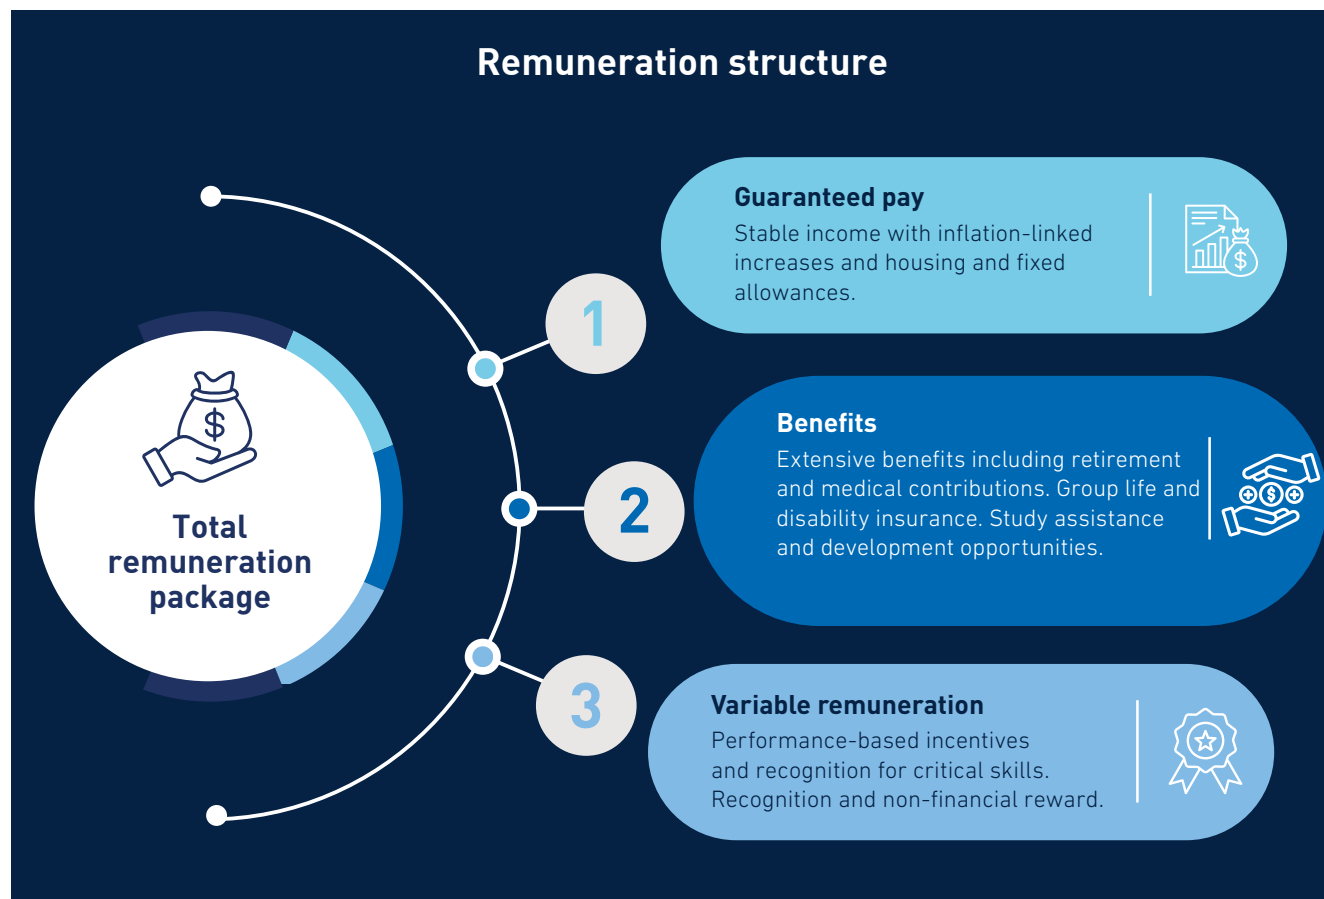 Remuneration structure
Total
remuneration
package
$
1
Guaranteed pay
Stable income with inflation-linked
increases and housing and fixed
allowances.
$
2
Benefits
Extensive benefits including retirement
and medical contributions. Group life and
disability insurance. Study assistance
and development opportunities.
$
3
Variable remuneration
Performance-based incentives
and recognition for critical skills.
Recognition and non-financial reward.